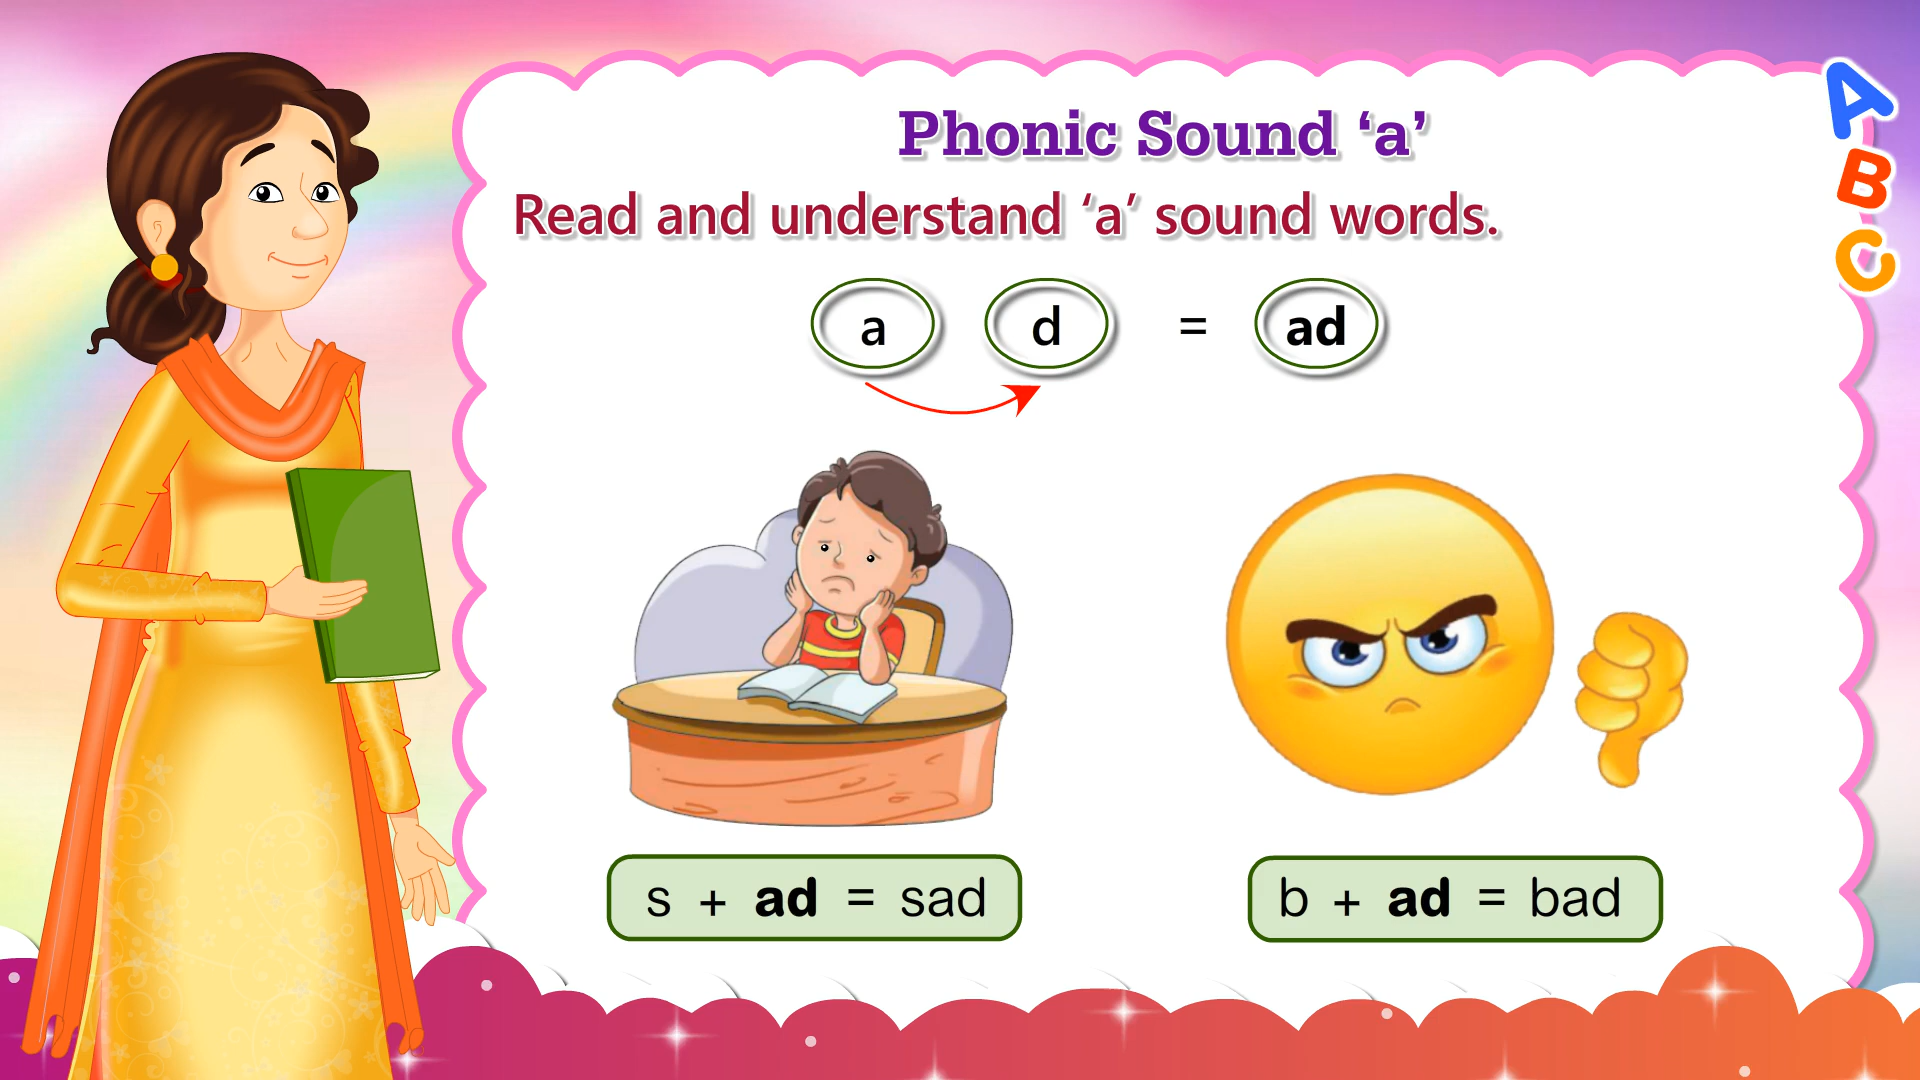 Phonic Sound ‘a’
Read and understand ‘a’ sound words.
a d = ad
s + ad = sad
b + ad = bad
A
B
C